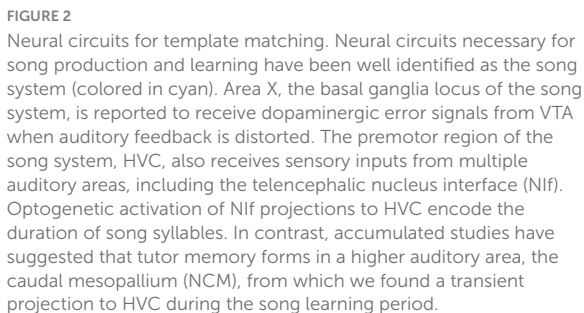 FIGURE 2
Neural circuits for template matching. Neural circuits necessary for
song production and learning have been well identified as the song
system (colored in cyan). Area X, the basal ganglia locus of the song
system, is reported to receive dopaminergic error signals from VTA
when auditory feedback is distorted. The premotor region of the
song system, HVC, also receives sensory inputs from multiple
auditory areas, including the telencephalic nucleus interface (NIf).
Optogenetic activation of NIf projections to HVC encode the
duration of song syllables. In contrast, accumulated studies have
suggested that tutor memory forms in a higher auditory area, the
caudal mesopallium (NCM), from which we found a transient
projection to HVC during the song learning period.